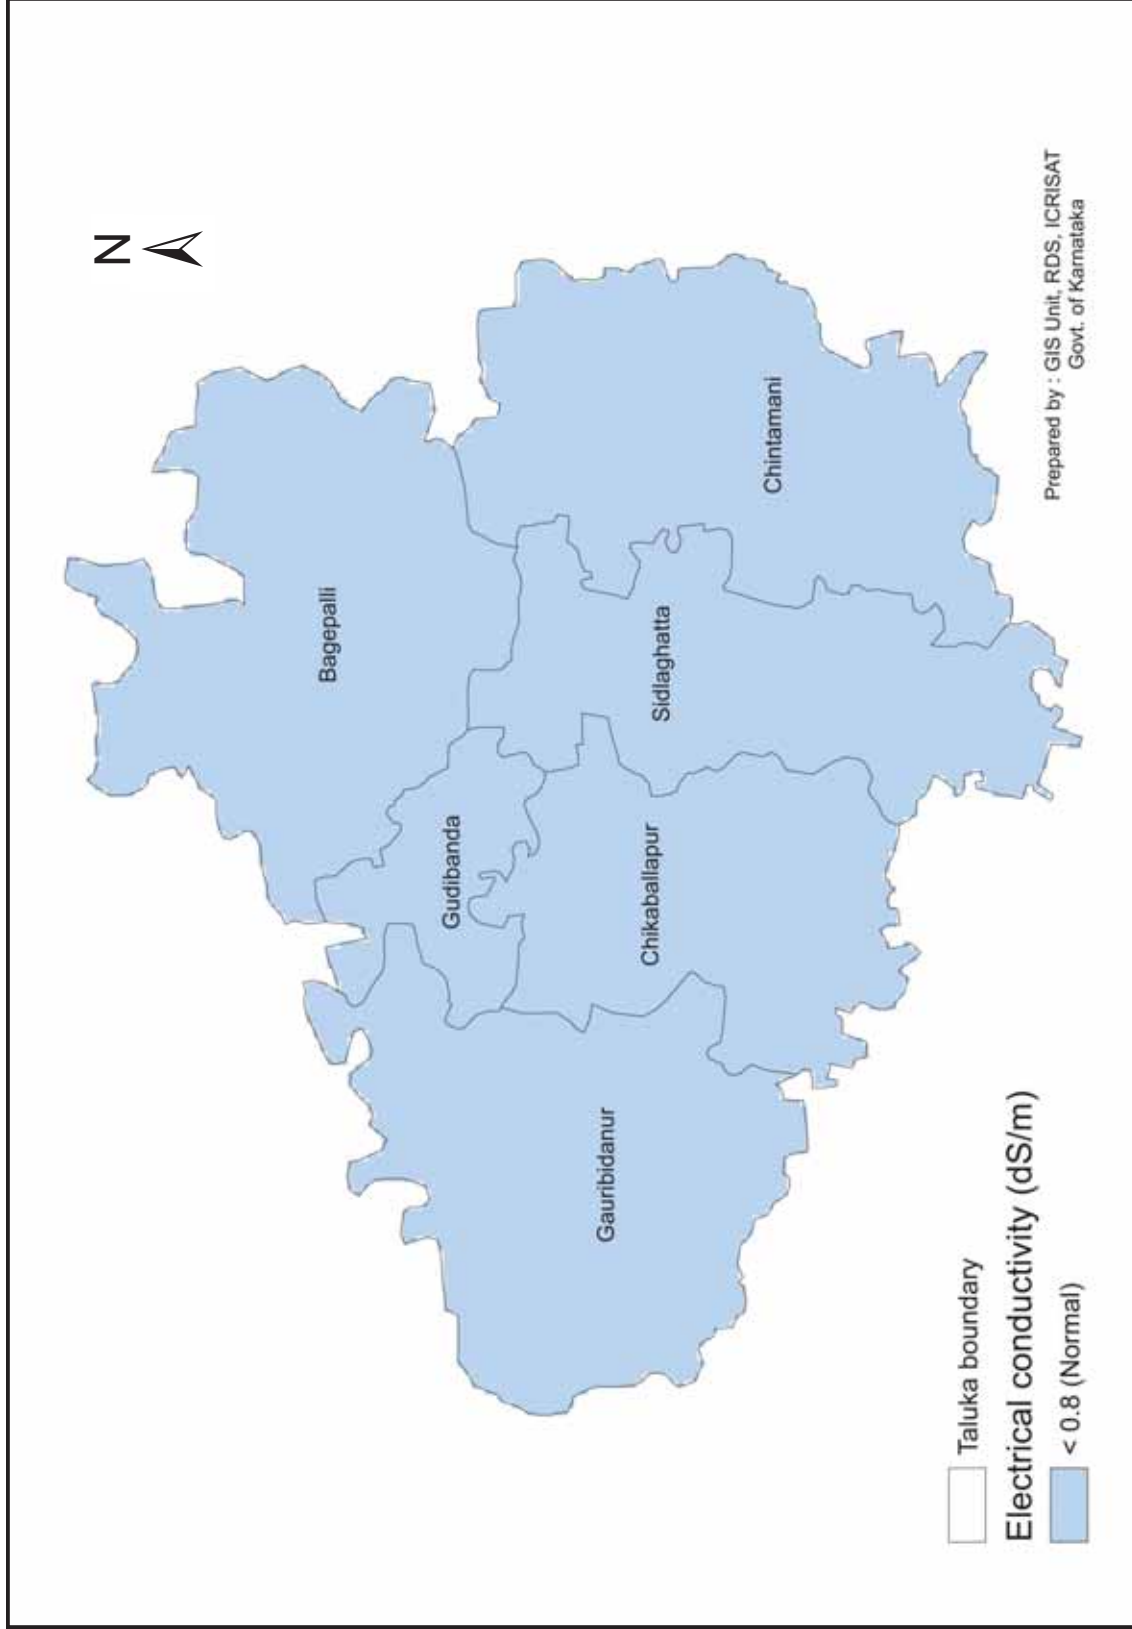 N
Bagepalli
Gudibanda
Chintamani
Sidlaghatta
Chikaballapur
Gauribidanur
Taluka boundary
Electrical conductivity (dS/m)
< 0.8 (Normal)
Prepared by : GIS Unit, RDS, ICRISAT
Govt. of Karnataka